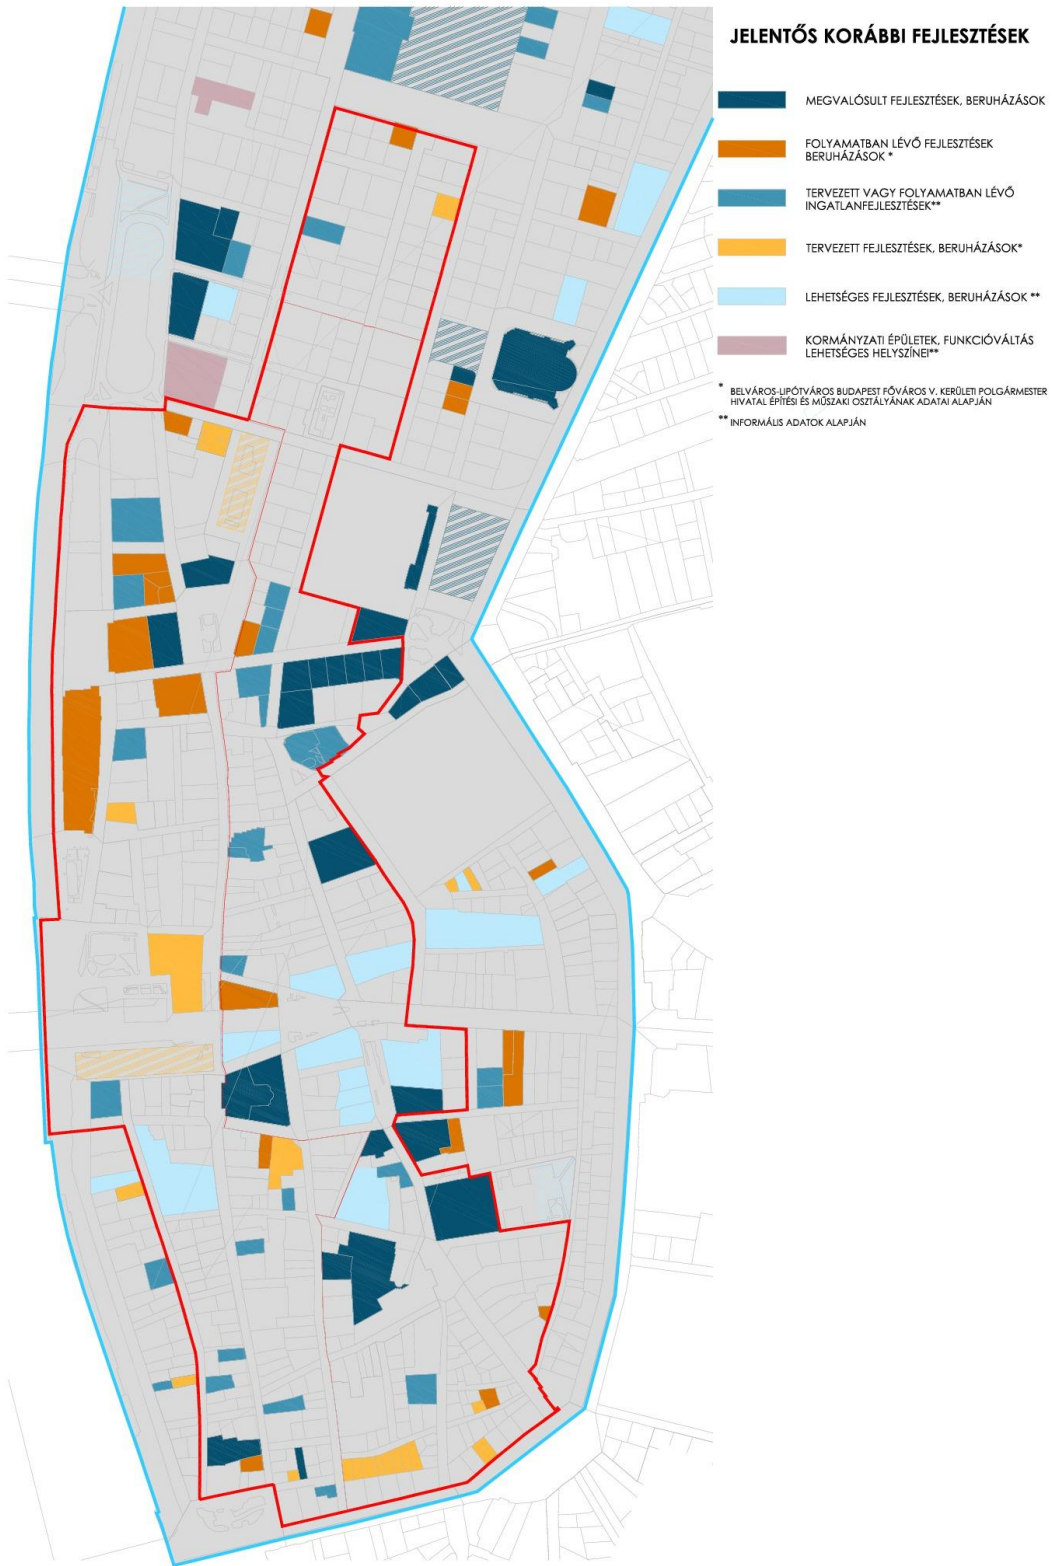 JELENTŐS KORÁBBI FEJLESZTÉSEK
MEGVALÓSULT FEJLESZTÉSEK, BERUHÁZÁSOK
FOLYAMATBAN LÉVŐ FEJLESZTÉSEK
BERUHÁZÁSOK *
TERVEZETT VAGY FOLYAMATBAN LÉVŐ
INGATLANFEJLESZTÉSEK**
TERVEZETT FEJLESZTÉSEK, BERUHÁZÁSOK*
LEHETSÉGES FEJLESZTÉSEK, BERUHÁZÁSOK **
KORMÁNYZATI ÉPÜLETEK, FUNKCIÓVÁLTÁS
LEHETSÉGES HELYSZÍNEI**
* BELVÁROS-LIPÓTVÁROS BUDAPEST FŐVÁROS V. KERÜLETI POLGÁRMESTER
HIVATAL ÉPÍTÉSI ÉS MŰSZAKI OSZTÁLYÁNAK ADATAI ALAPJÁN
** INFORMÁLIS ADATOK ALAPJÁN